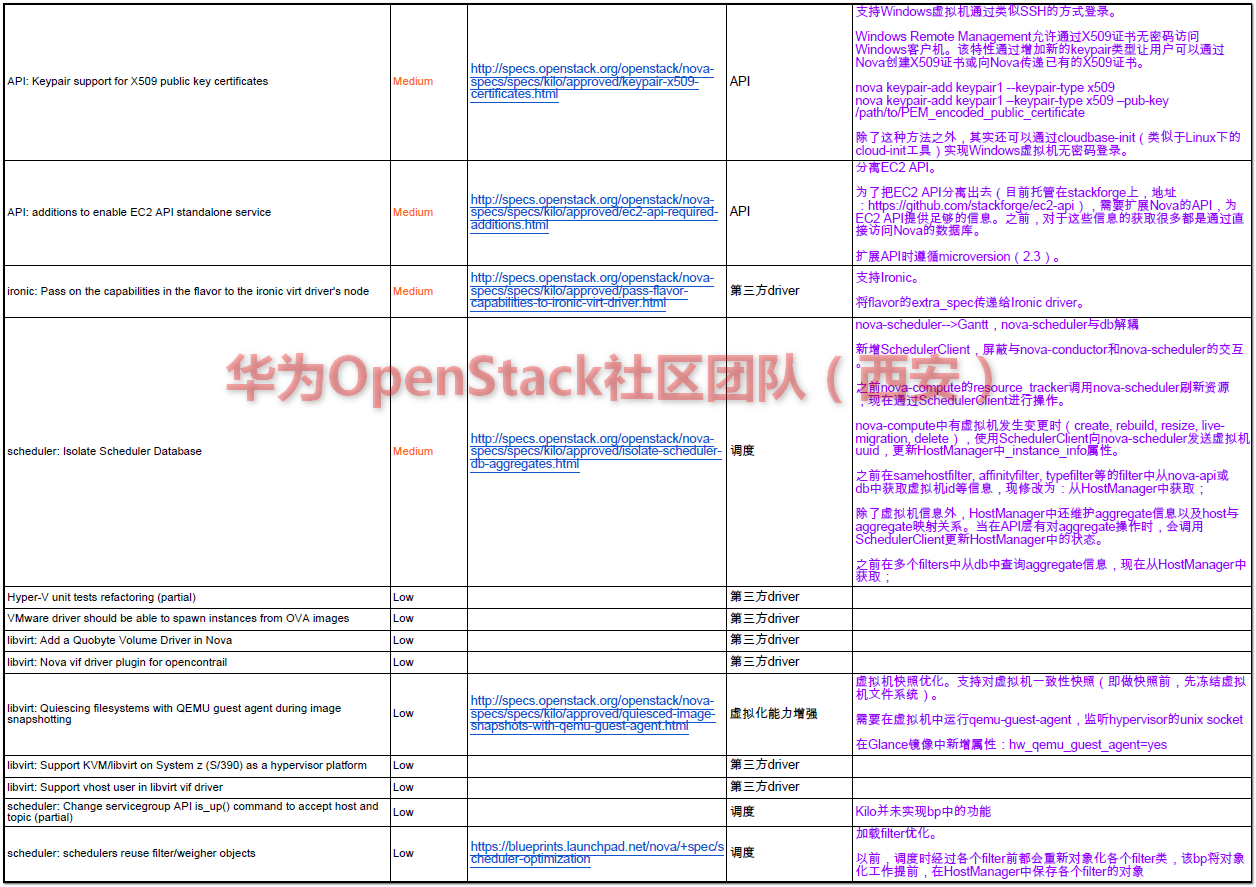 API: Keypair support for X509 public key certificates
Medium
http://specs.openstack.org/openstack/nova-
specs/specs/kilo/approved/keypair-x509-
certificates.html
API
支持Windows虚拟机通过类似SSH的方式登录。
Windows Remote Management允许通过X509证书无密码访问
Windows客户机。该特性通过增加新的keypair类型让用户可以通过
Nova创建X509证书或向Nova传递已有的X509证书。
nova keypair-add keypair1 --keypair-type x509
nova keypair-add keypair1 –keypair-type x509 –pub-key
/path/to/PEM_encoded_public_certificate
除了这种方法之外，其实还可以通过cloudbase-init（类似于Linux下的
cloud-init工具）实现Windows虚拟机无密码登录。
API: additions to enable EC2 API standalone service
Medium
http://specs.openstack.org/openstack/nova-
specs/specs/kilo/approved/ec2-api-required-
additions.html
API
分离EC2 API。
为了把EC2 API分离出去（目前托管在stackforge上，地址
：https://github.com/stackforge/ec2-api），需要扩展Nova的API，为
EC2 API提供足够的信息。之前，对于这些信息的获取很多都是通过直
接访问Nova的数据库。
扩展API时遵循microversion（2.3）。
ironic: Pass on the capabilities in the flavor to the ironic virt driver's node
Medium
http://specs.openstack.org/openstack/nova-
specs/specs/kilo/approved/pass-flavor-
capabilities-to-ironic-virt-driver.html
第三方driver
支持Ironic。
将flavor的extra_spec传递给Ironic driver。
scheduler: Isolate Scheduler Database
Medium
http://specs.openstack.org/openstack/nova-
specs/specs/kilo/approved/isolate-scheduler-
db-aggregates.html
调度
nova-scheduler-->Gantt，nova-scheduler与db解耦
新增SchedulerClient，屏蔽与nova-conductor和nova-scheduler的交互
。
之前nova-compute的resource_tracker调用nova-scheduler刷新资源
，现在通过SchedulerClient进行操作。
nova-compute中有虚拟机发生变更时（create, rebuild, resize, live-
migration, delete），使用SchedulerClient向nova-scheduler发送虚拟机
uuid，更新HostManager中_instance_info属性。
之前在samehostfilter, affinityfilter, typefilter等的filter中从nova-api或
db中获取虚拟机id等信息，现修改为：从HostManager中获取；
除了虚拟机信息外，HostManager中还维护aggregate信息以及host与
aggregate映射关系。当在API层有对aggregate操作时，会调用
SchedulerClient更新HostManager中的状态。
之前在多个filters中从db中查询aggregate信息，现在从HostManager中
获取；
华为OpenStack社区团队（西安）
Hyper-V unit tests refactoring (partial)
Low
第三方driver
VMware driver should be able to spawn instances from OVA images
Low
第三方driver
libvirt: Add a Quobyte Volume Driver in Nova
Low
第三方driver
libvirt: Nova vif driver plugin for opencontrail
Low
第三方driver
libvirt: Quiescing filesystems with QEMU guest agent during image
snapshotting
Low
http://specs.openstack.org/openstack/nova-
specs/specs/kilo/approved/quiesced-image-
snapshots-with-qemu-guest-agent.html
虚拟化能力增强
虚拟机快照优化。支持对虚拟机一致性快照（即做快照前，先冻结虚拟
机文件系统）。
需要在虚拟机中运行qemu-guest-agent，监听hypervisor的unix socket
在Glance镜像中新增属性：hw_qemu_guest_agent=yes
libvirt: Support KVM/libvirt on System z (S/390) as a hypervisor platform
Low
第三方driver
libvirt: Support vhost user in libvirt vif driver
Low
第三方driver
scheduler: Change servicegroup API is_up() command to accept host and
topic (partial)
Low
调度
Kilo并未实现bp中的功能
scheduler: schedulers reuse filter/weigher objects
Low
https://blueprints.launchpad.net/nova/+spec/s
cheduler-optimization
调度
加载filter优化。
以前，调度时经过各个filter前都会重新对象化各个filter类，该bp将对象
化工作提前，在HostManager中保存各个filter的对象